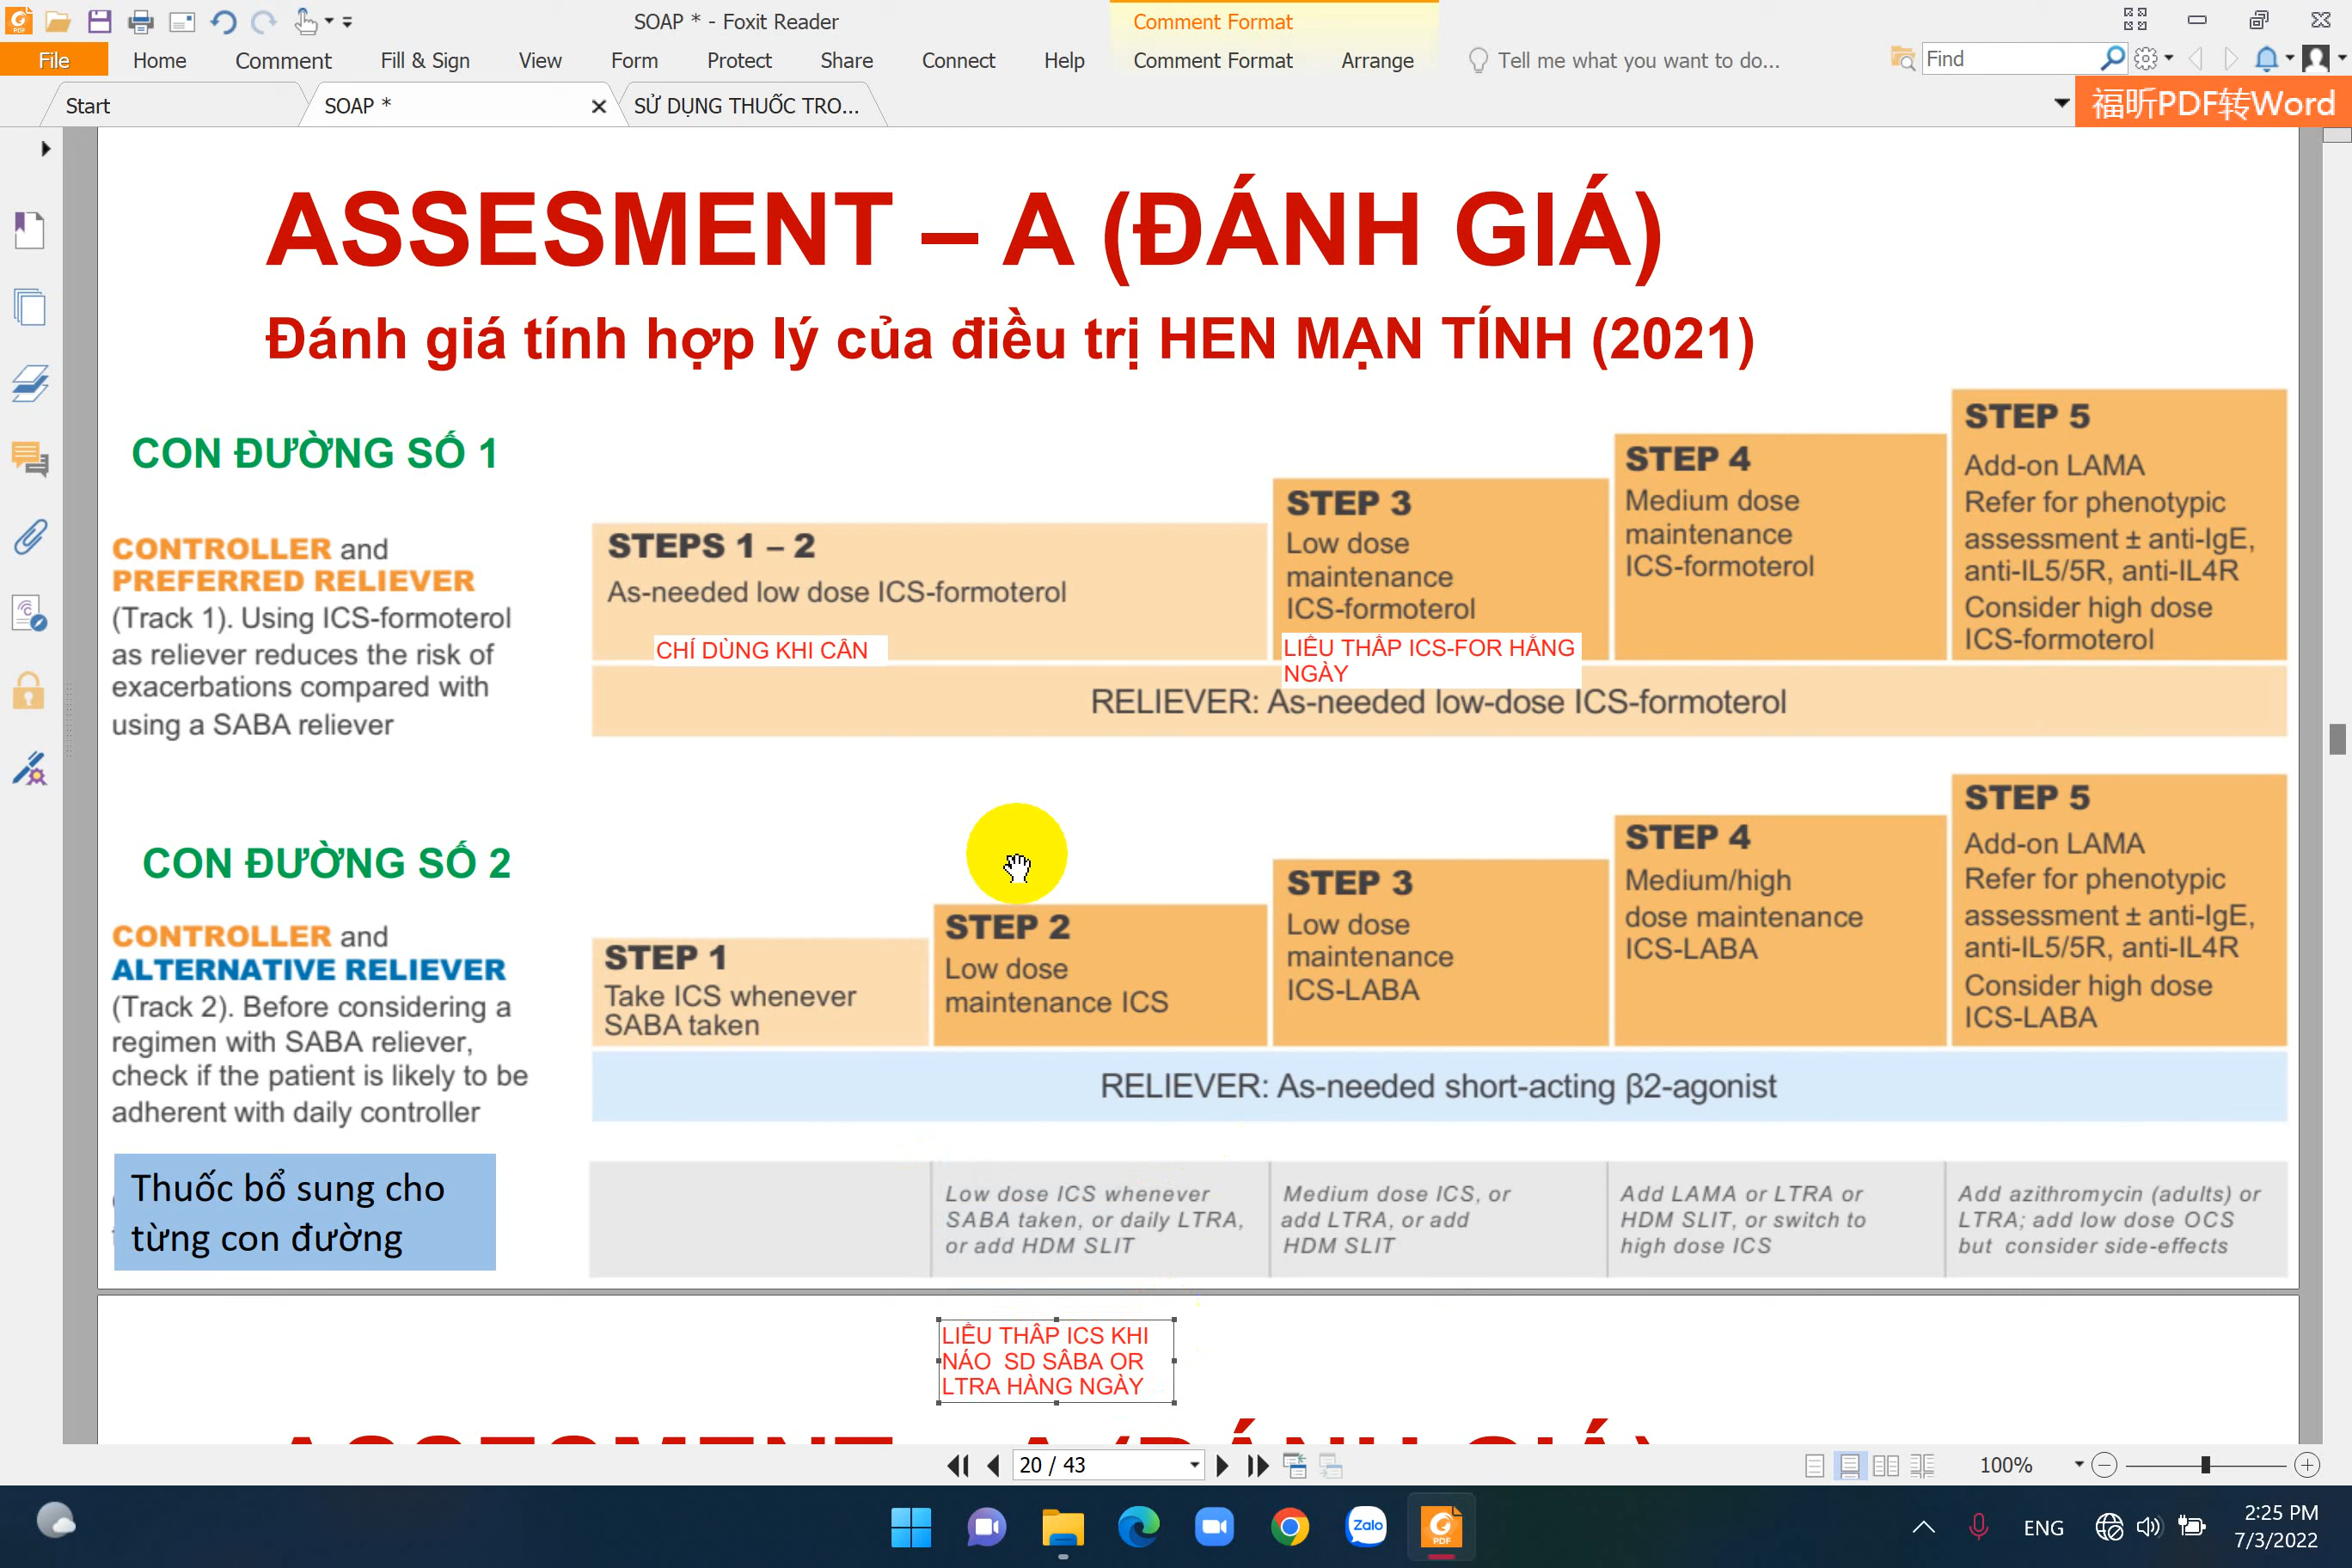 SOAP * - Foxit Reader
Comment Format
File
Home
Comment
Fill & Sign
View
Form
Protect
Share
Connect
Help
Comment Format
Arrange
Tell me what you want to do...
Find
Start
SOAP *
SỬ DỤNG THUỐC TRO...
福昕PDF转Word
ASSESMENT – A (ĐÁNH GIÁ)
Đánh giá tính hợp lý của điều trị HEN MẠN TÍNH (2021)
CON ĐƯỜNG SỐ 1
CONTROLLER and
PREFERRED RELIEVER
(Track 1). Using ICS-formoterol
as reliever reduces the risk of
exacerbations compared with
using a SABA reliever
STEPS 1 – 2
As-needed low dose ICS-formoterol
CHỈ DÙNG KHI CẦN
STEP 3
Low dose
maintenance
ICS-formoterol
LIỀU THẤP ICS-FOR HẰNG
NGÀY
STEP 4
Medium dose
maintenance
ICS-formoterol
STEP 5
Add-on LAMA
Refer for phenotypic
assessment ± anti-IgE,
anti-IL5/5R, anti-IL4R
Consider high dose
ICS-formoterol
RELIEVER: As-needed low-dose ICS-formoterol
CON ĐƯỜNG SỐ 2
CONTROLLER and
ALTERNATIVE RELIEVER
(Track 2). Before considering a
regimen with SABA reliever,
check if the patient is likely to be
adherent with daily controller
STEP 1
Take ICS whenever
SABA taken
STEP 2
Low dose
maintenance ICS
STEP 3
Low dose
maintenance
ICS-LABA
STEP 4
Medium/high
dose maintenance
ICS-LABA
STEP 5
Add-on LAMA
Refer for phenotypic
assessment ± anti-IgE,
anti-IL5/5R, anti-IL4R
Consider high dose
ICS-LABA
RELIEVER: As-needed short-acting β2-agonist
Thuốc bổ sung cho
từng con đường
Low dose ICS whenever
SABA taken, or daily LTRA,
or add HDM SLIT
Medium dose ICS, or
add LTRA, or add
HDM SLIT
Add LAMA or LTRA or
HDM SLIT, or switch to
high dose ICS
Add azithromycin (adults) or
LTRA; add low dose OCS
but consider side-effects
LIỀU THẤP ICS KHI
NÁO SD SÂBA OR
LTRA HÀNG NGÀY
ASSESMENT – A (ĐÁNH GIÁ)
20 / 43
100%
Zalo
PDF
ENG
2:25 PM
7/3/2022